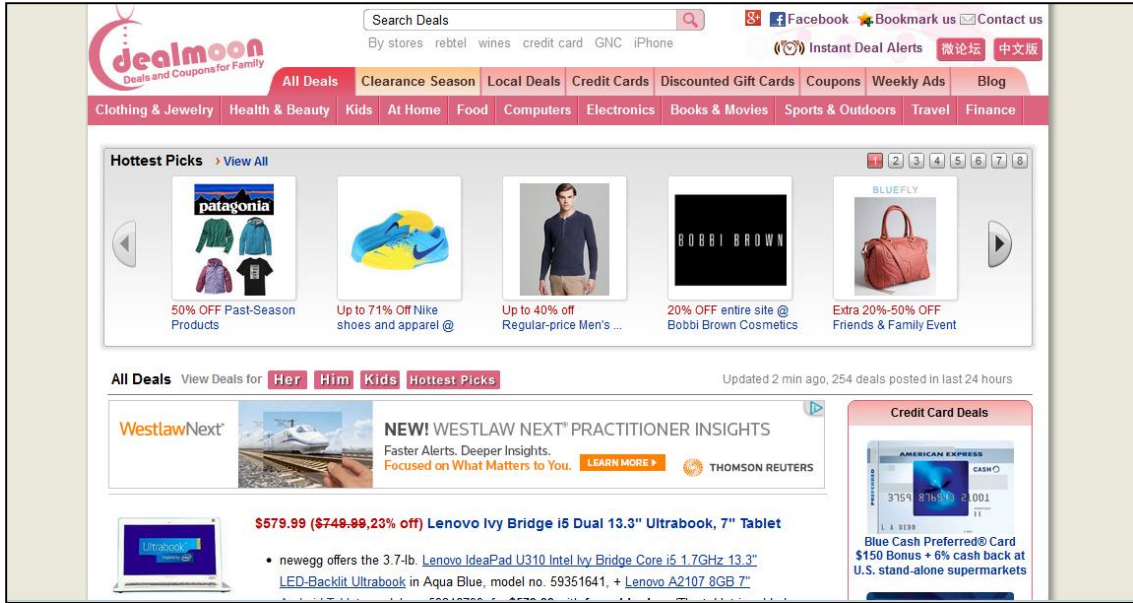 dealmoon
Deals and Coupons for Family
Search Deals
By stores rebtel wines credit card GNC iPhone
Facebook Bookmark us Contact us
Instant Deal Alerts 微论坛 中文版
All Deals Clearance Season Local Deals Credit Cards Discounted Gift Cards Coupons Weekly Ads Blog
Clothing & Jewelry Health & Beauty Kids At Home Food Computers Electronics Books & Movies Sports & Outdoors Travel Finance
Hottest Picks › View All
1 2 3 4 5 6 7 8
patagonia
BOBBI BROWN
BLUEFLY
50% OFF Past-Season
Products
Up to 71% Off Nike
shoes and apparel @
Up to 40% off
Regular-price Men's ...
20% OFF entire site @
Bobbi Brown Cosmetics
Extra 20%-50% OFF
Friends & Family Event
All Deals View Deals for Her Him Kids Hottest Picks
Updated 2 min ago, 254 deals posted in last 24 hours
WestlawNext®
NEW! WESTLAW NEXT® PRACTITIONER INSIGHTS
Faster Alerts. Deeper Insights.
Focused on What Matters to You.
LEARN MORE
THOMSON REUTERS
Credit Card Deals
AMERICAN EXPRESS
CASH
PREFERRED
Blue Cash Preferred® Card
$150 Bonus + 6% cash back at
U.S. stand-alone supermarkets
Ultrabook
$579.99 ($749.99,23% off) Lenovo Ivy Bridge i5 Dual 13.3" Ultrabook, 7" Tablet
newegg offers the 3.7-lb. Lenovo IdeaPad U310 Intel Ivy Bridge Core i5 1.7GHz 13.3"
LED-Backlit Ultrabook in Aqua Blue, model no. 59351641, + Lenovo A2107 8GB 7"